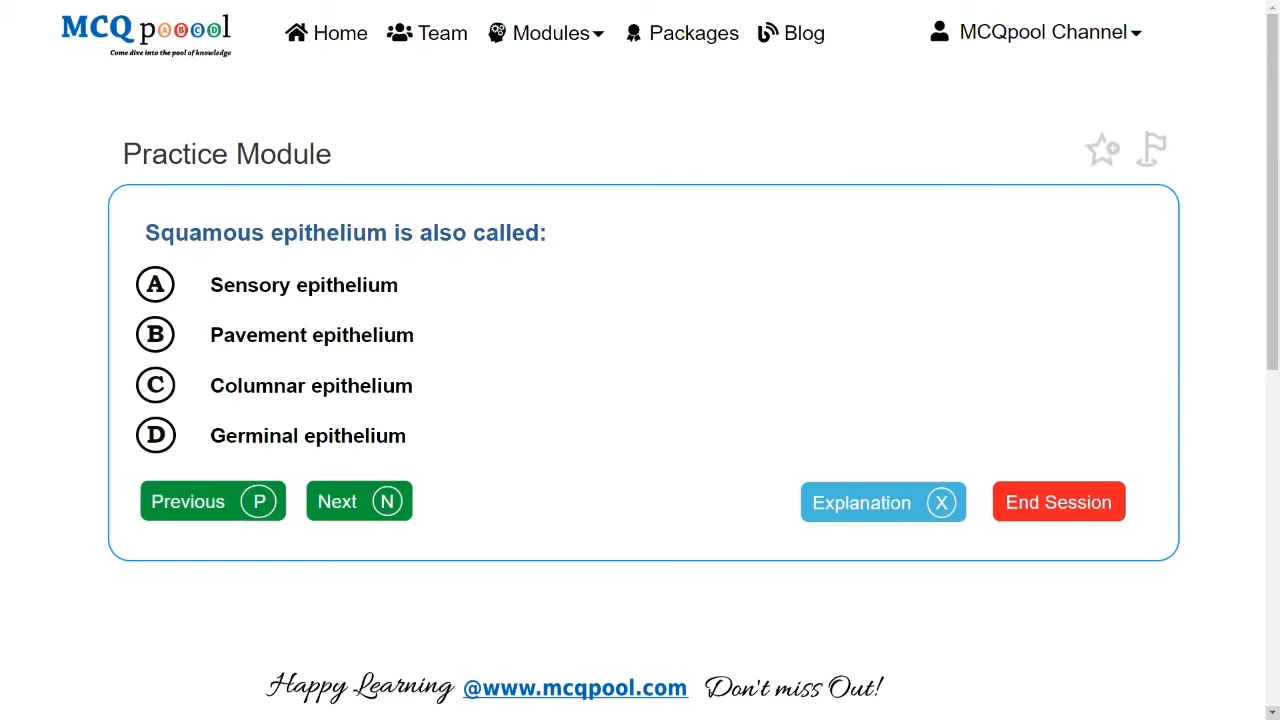 MCQ pooool
Come dive into the pool of knowledge
Home Team Modules Packages Blog MCQpool Channel
Practice Module
Squamous epithelium is also called:
A Sensory epithelium
B Pavement epithelium
C Columnar epithelium
D Germinal epithelium
Previous P Next N Explanation X End Session
Happy Learning @www.mcqpool.com Don't miss Out!